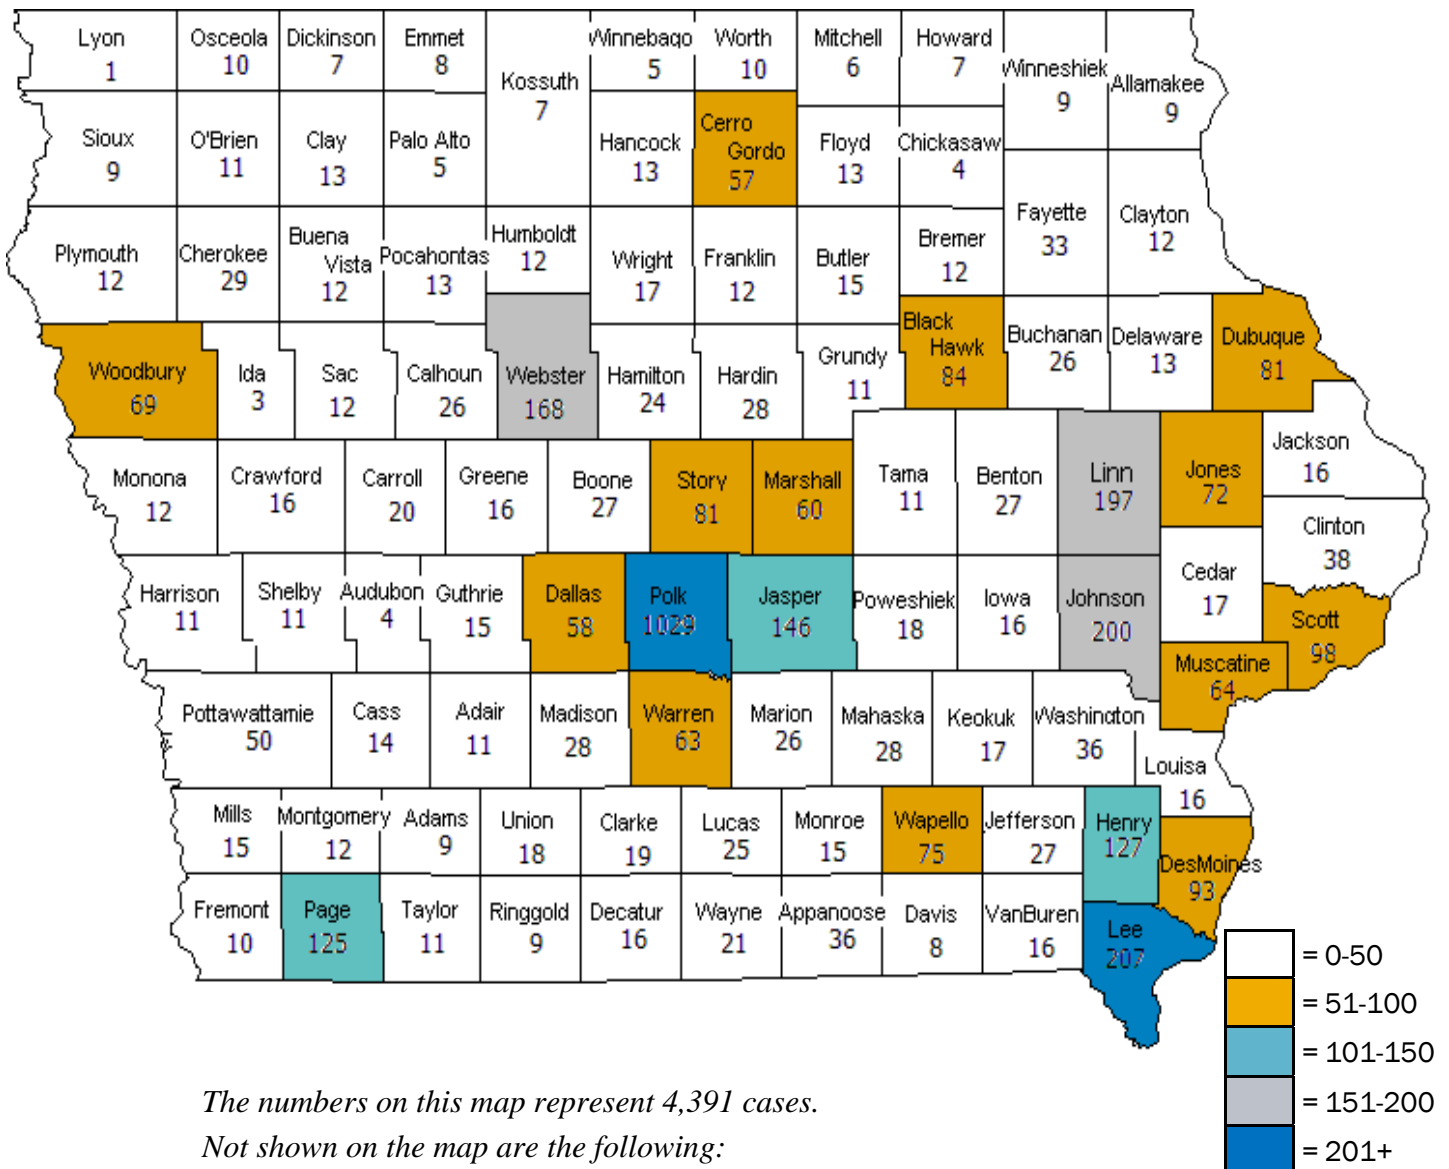 Lyon Osceola Dickinson Emmet Winnebago Worth Mitchell Howard
1 10 7 8 5 10 6 7
Kossuth Winneshiek Allamakee
7 9 9
Sioux O'Brien Clay Palo Alto Hancock Cerro Gordo Floyd Chickasaw
9 11 13 5 13 57 13 4
Fayette Clayton
33 12
Plymouth Cherokee Buena Vista Pocahontas Humboldt Wright Franklin Butler Bremer
12 29 12 13 12 17 12 15 12
Woodbury Ida Sac Calhoun Webster Hamilton Hardin Grundy Black Hawk Buchanan Delaware Dubuque
69 3 12 26 168 24 28 11 84 26 13 81
Monona Crawford Carroll Greene Boone Story Marshall Tama Benton Linn Jones Jackson
12 16 20 16 27 81 60 11 27 197 72 16
Clinton
38
Harrison Shelby Audubon Guthrie Dallas Polk Jasper Poweshiek Iowa Johnson Cedar Scott
11 11 4 15 58 1029 146 18 16 200 17 98
Muscatine
64
Pottawattamie Cass Adair Madison Warren Marion Mahaska Keokuk Washington Louisa
50 14 11 28 63 26 28 17 36 16
Mills Montgomery Adams Union Clarke Lucas Monroe Wapello Jefferson Henry DesMoines
15 12 9 18 19 25 15 75 27 127 93
Fremont Page Taylor Ringgold Decatur Wayne Appanoose Davis VanBuren Lee
10 125 11 9 16 21 36 8 16 207
= 0-50
= 51-100
= 101-150
= 151-200
= 201+
The numbers on this map represent 4,391 cases.
Not shown on the map are the following: